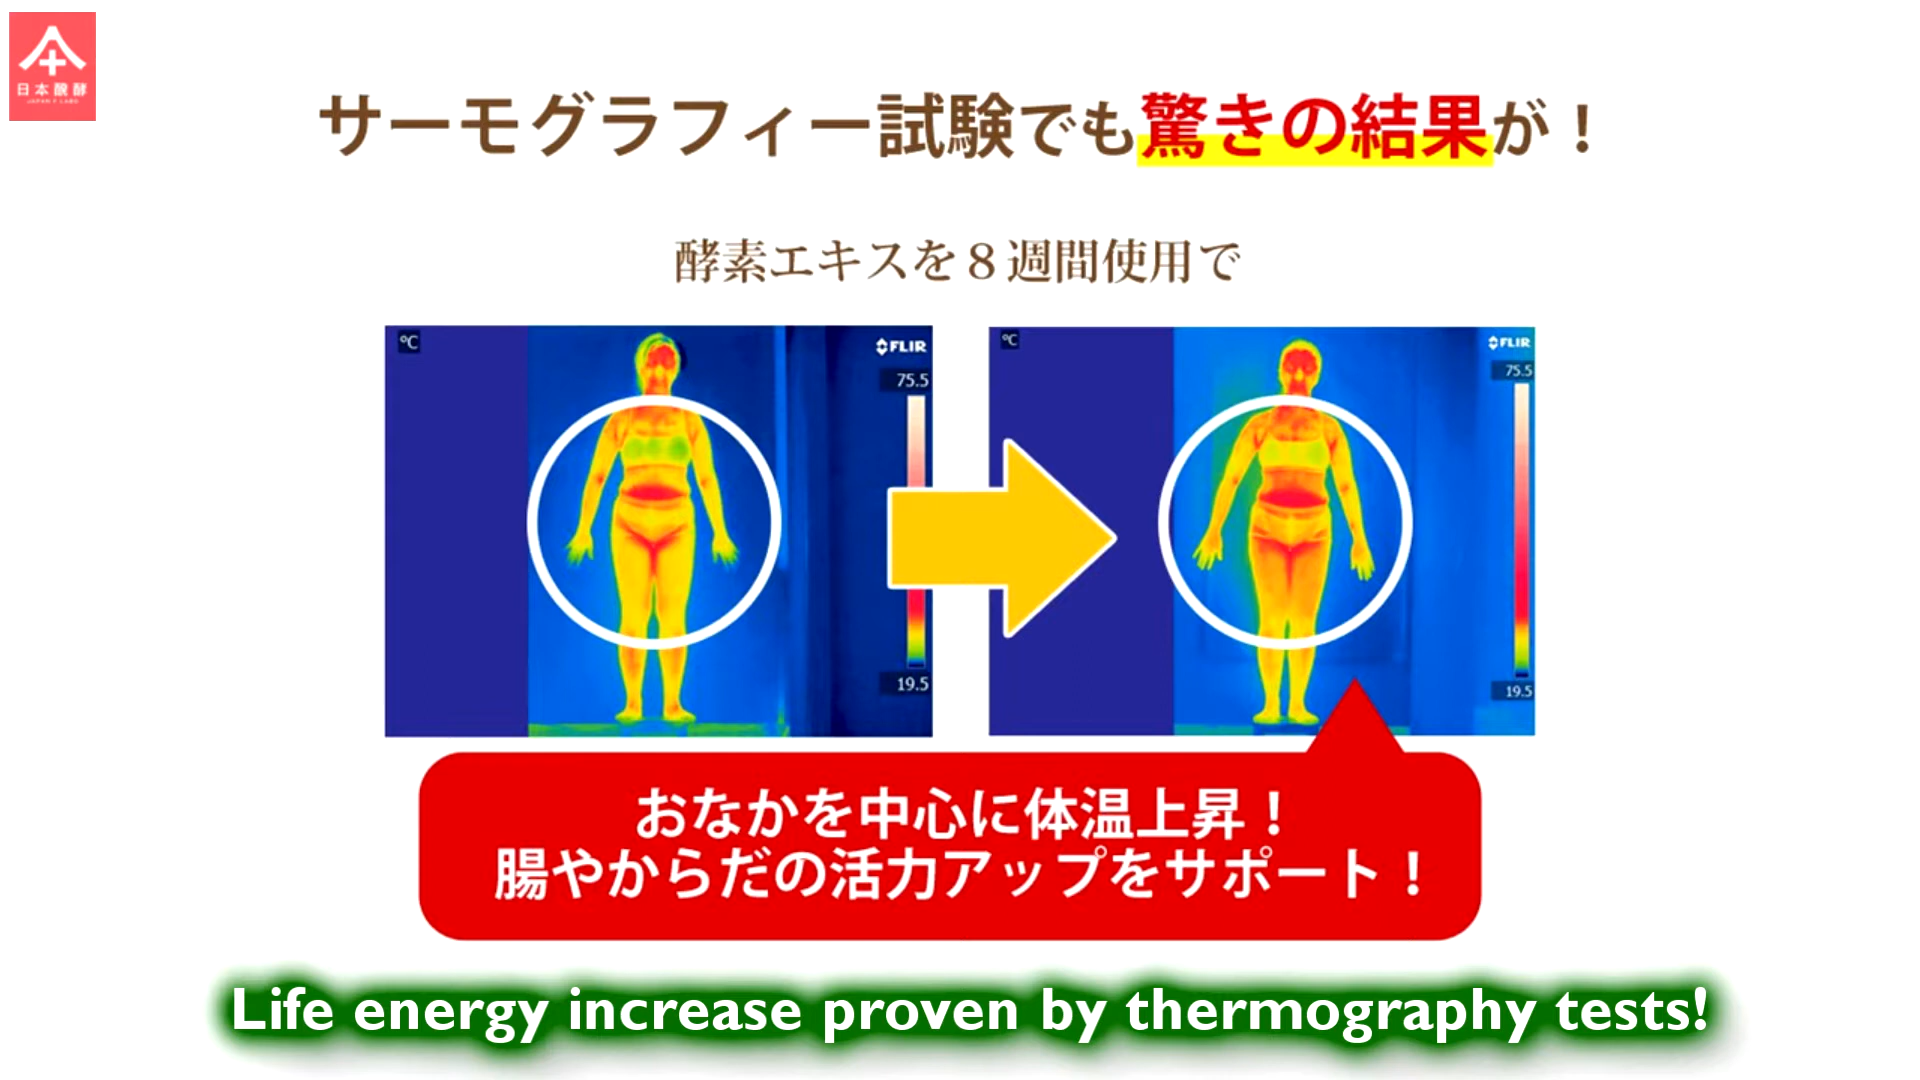 日本醗酵
JAPAN F LABO
サーモグラフィー試験でも驚きの結果が！
酵素エキスを８週間使用で
℃
FLIR
75.5
19.5
℃
FLIR
75.5
19.5
おなかを中心に体温上昇！
腸やからだの活力アップをサポート！
Life energy increase proven by thermography tests!